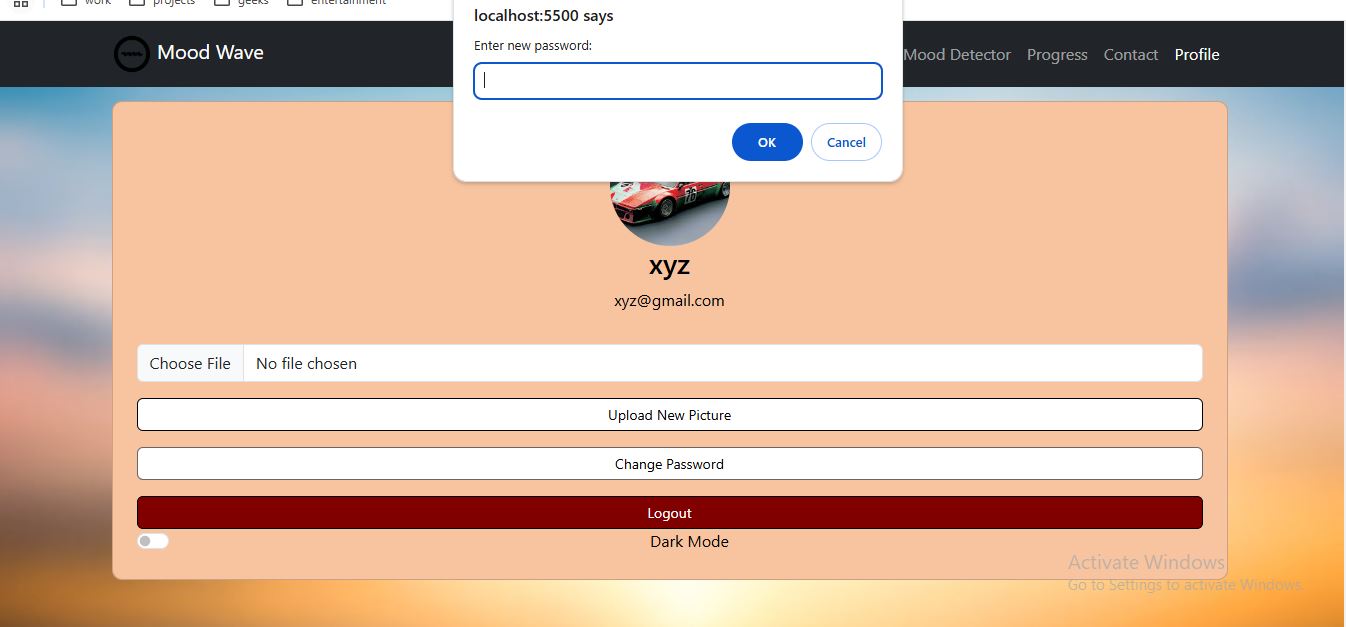 work projects geeks entertainment
localhost:5500 says
Enter new password:
OK Cancel
Mood Wave
Mood Detector Progress Contact Profile
26
xyz
xyz@gmail.com
Choose File No file chosen
Upload New Picture
Change Password
Logout
Dark Mode
Activate Windows
Go to Settings to activate Windows.